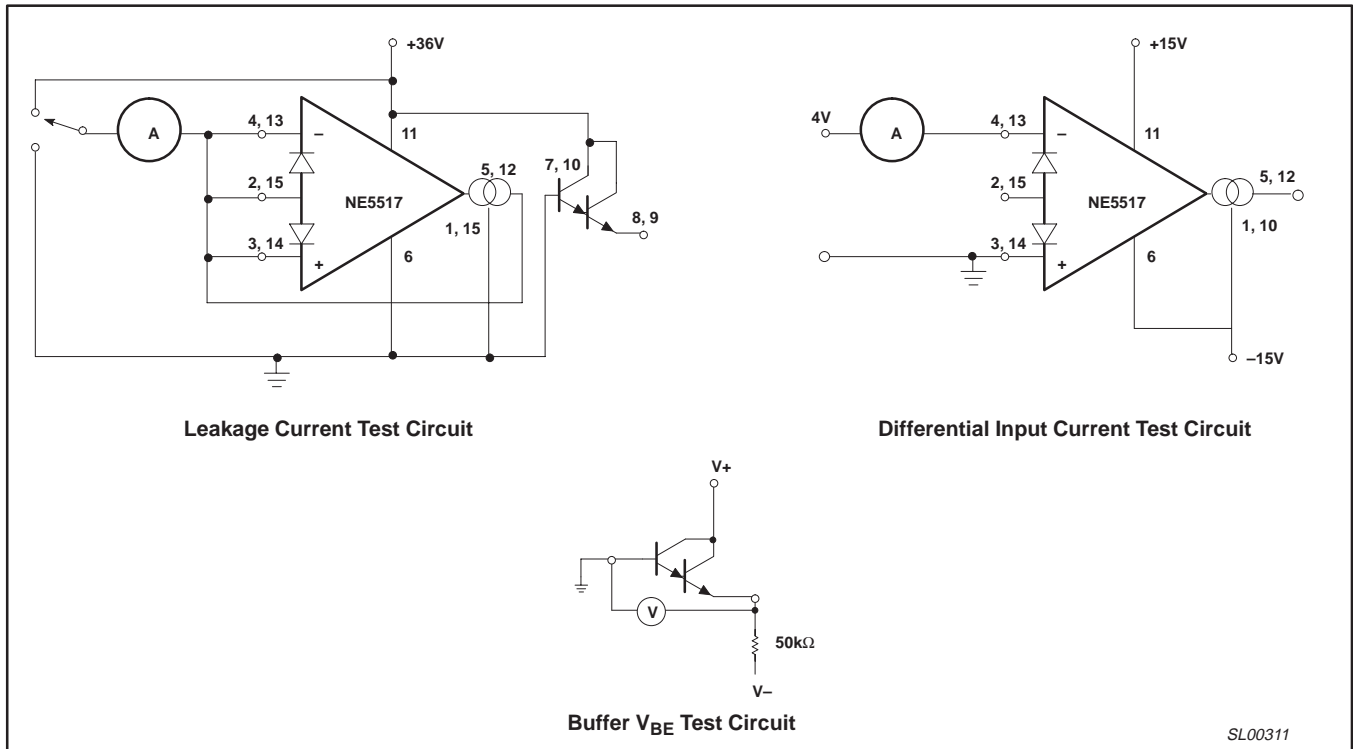 +36V
A
4, 13
–
11
2, 15
NE5517
5, 12
7, 10
8, 9
1, 15
3, 14
+
6
Leakage Current Test Circuit
+15V
4V
A
4, 13
–
11
2, 15
NE5517
5, 12
1, 10
3, 14
+
6
–15V
Differential Input Current Test Circuit
V+
V
50kΩ
V–
Buffer VBE Test Circuit
SL00311